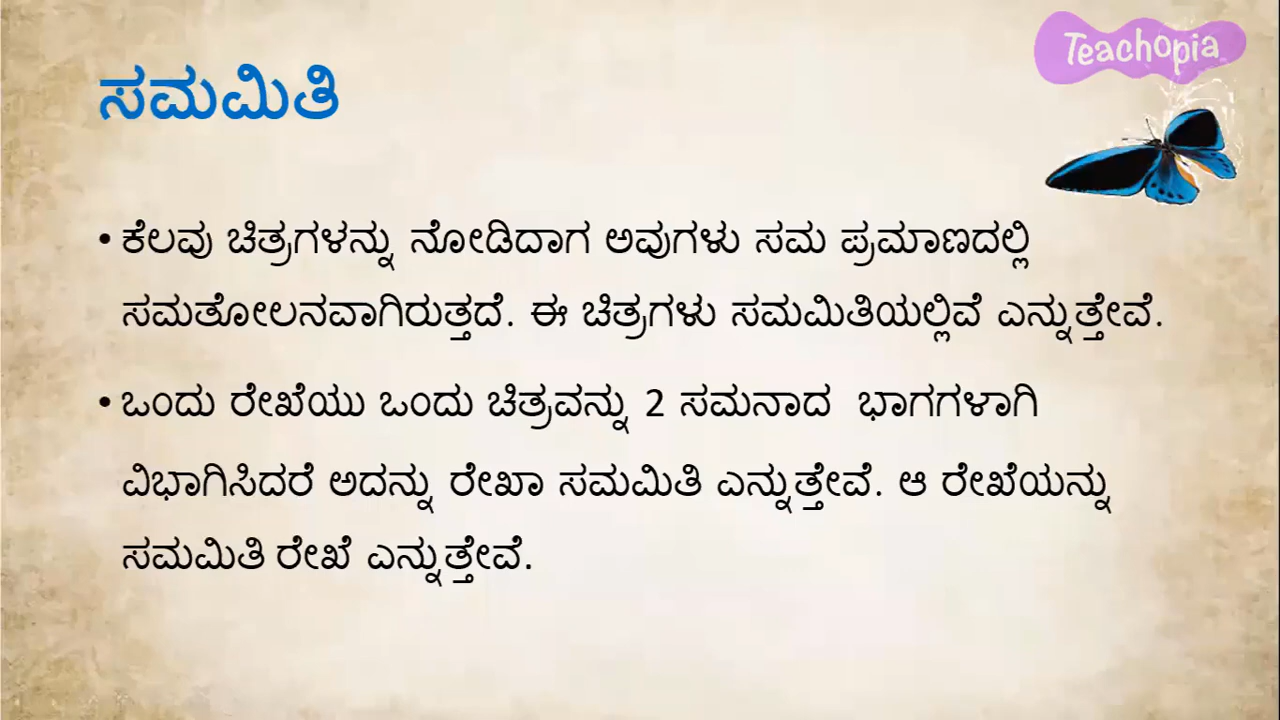 Teachopia
ಸಮಮಿತಿ
• ಕೆಲವು ಚಿತ್ರಗಳನ್ನು ನೋಡಿದಾಗ ಅವುಗಳು ಸಮ ಪ್ರಮಾಣದಲ್ಲಿ
ಸಮತೋಲನವಾಗಿರುತ್ತದೆ. ಈ ಚಿತ್ರಗಳು ಸಮಮಿತಿಯಲ್ಲಿವೆ ಎನ್ನುತ್ತೇವೆ.
• ಒಂದು ರೇಖೆಯು ಒಂದು ಚಿತ್ರವನ್ನು 2 ಸಮನಾದ ಭಾಗಗಳಾಗಿ
ವಿಭಾಗಿಸಿದರೆ ಅದನ್ನು ರೇಖಾ ಸಮಮಿತಿ ಎನ್ನುತ್ತೇವೆ. ಆ ರೇಖೆಯನ್ನು
ಸಮಮಿತಿ ರೇಖೆ ಎನ್ನುತ್ತೇವೆ.